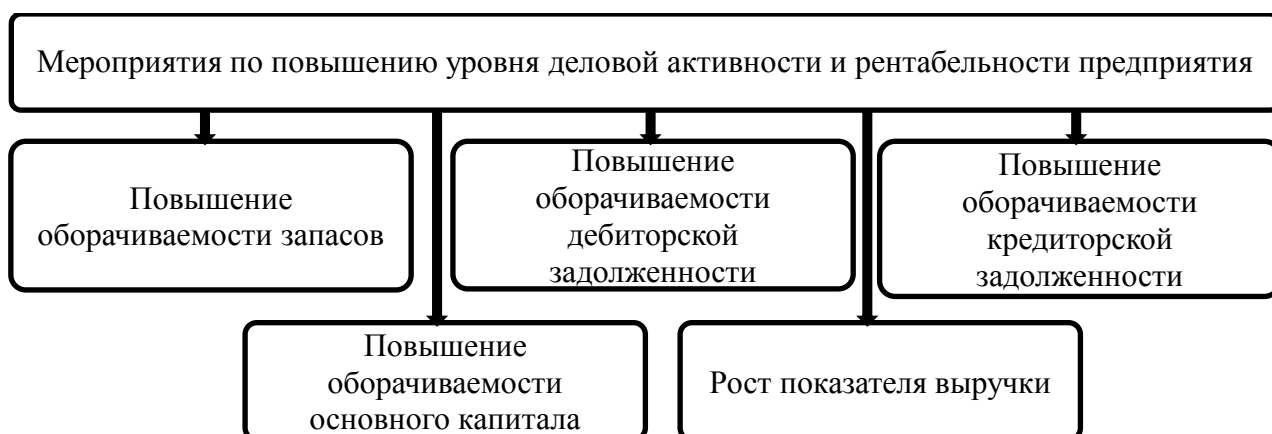 Мероприятия по повышению уровня деловой активности и рентабельности предприятия
Повышение
оборачиваемости запасов
Повышение
оборачиваемости
дебиторской
задолженности
Повышение
оборачиваемости
кредиторской
задолженности
Повышение
оборачиваемости
основного капитала
Рост показателя выручки